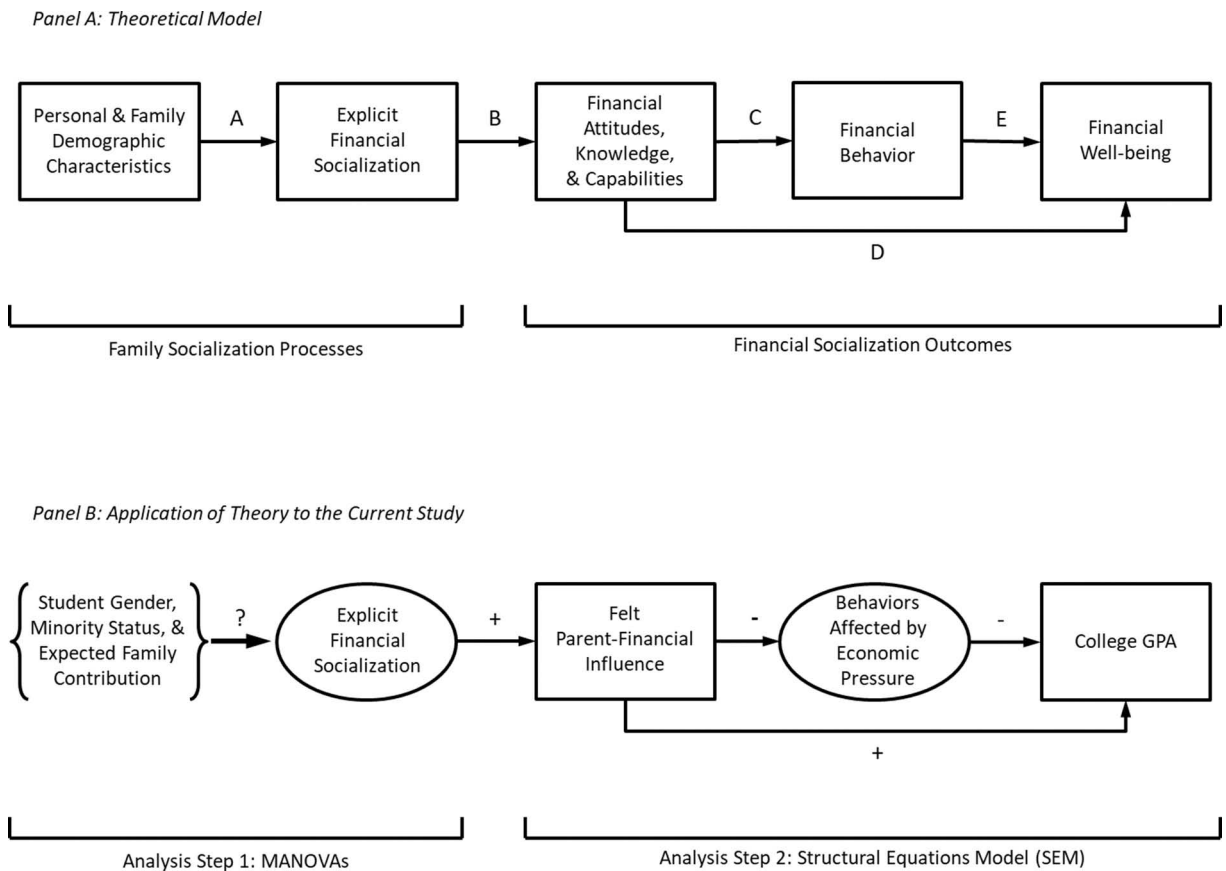 Panel A: Theoretical Model
Personal & Family
Demographic
Characteristics
A
Explicit
Financial
Socialization
B
Financial
Attitudes,
Knowledge,
& Capabilities
C
Financial
Behavior
E
Financial
Well-being
D
Family Socialization Processes
Financial Socialization Outcomes
Panel B: Application of Theory to the Current Study
Student Gender,
Minority Status, &
Expected Family
Contribution
?
Explicit
Financial
Socialization
+
Felt
Parent-Financial
Influence
-
Behaviors
Affected by
Economic
Pressure
-
College GPA
+
Analysis Step 1: MANOVAs
Analysis Step 2: Structural Equations Model (SEM)